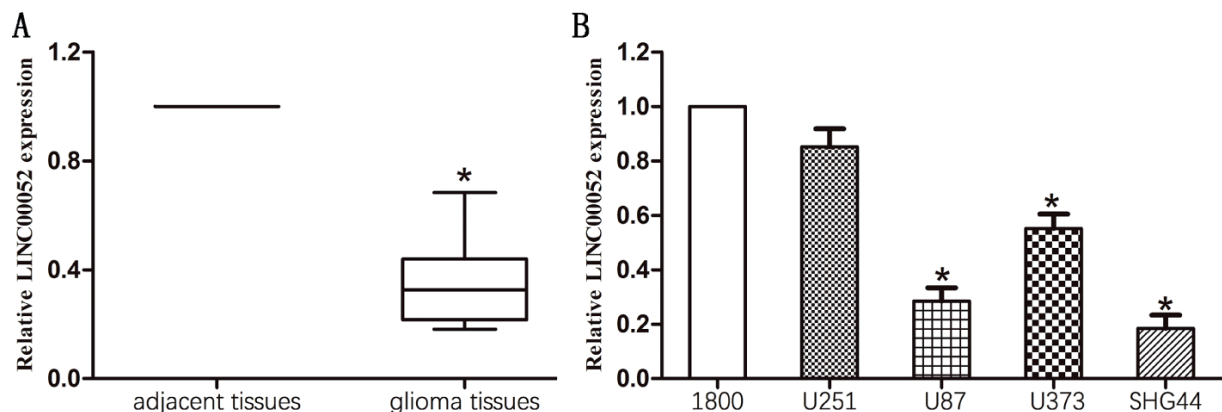 A
Relative LINC00052 expression
1.2
0.8
0.4
0.0
*
adjacent tissues
glioma tissues
B
Relative LINC00052 expression
1.2
1.0
0.8
0.6
0.4
0.2
0.0
*
*
*
1800
U251
U87
U373
SHG44